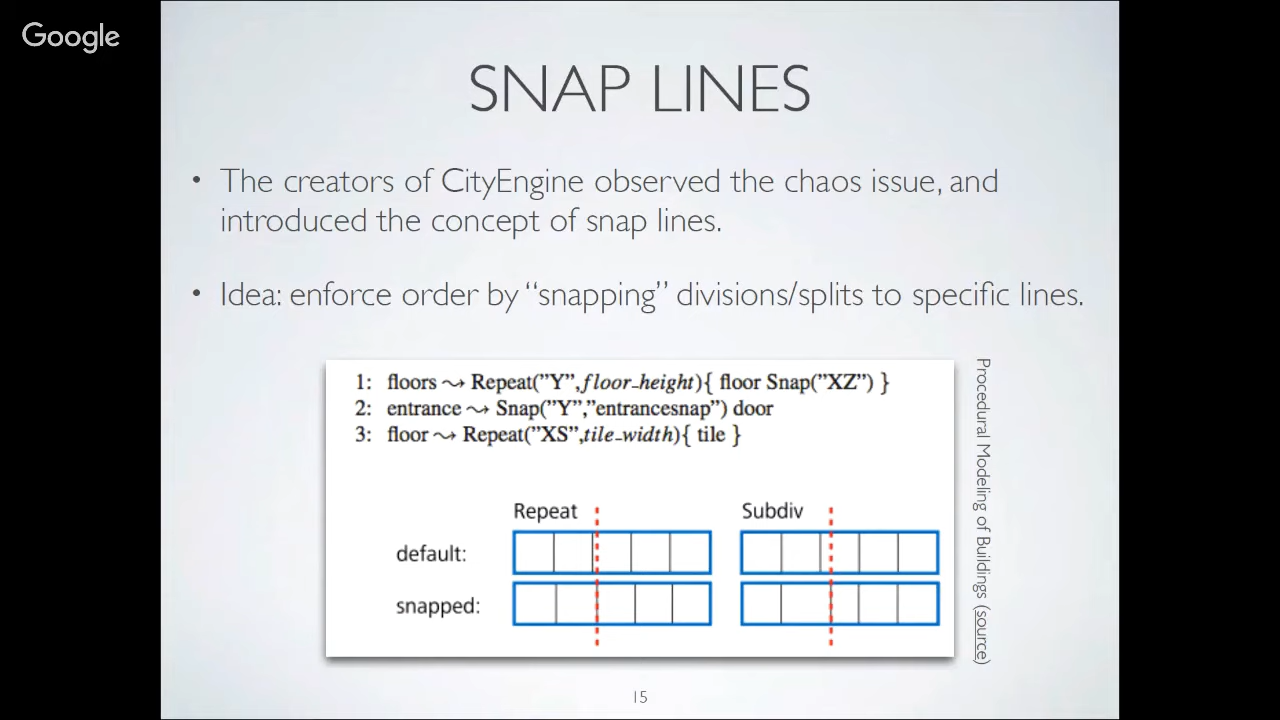 Google
SNAP LINES
• The creators of CityEngine observed the chaos issue, and
introduced the concept of snap lines.
• Idea: enforce order by “snapping” divisions/splits to specific lines.
1: floors ⤳ Repeat("Y",floor_height){ floor Snap("XZ") }
2: entrance ⤳ Snap("Y","entrancesnap") door
3: floor ⤳ Repeat("XS",tile_width){ tile }
Repeat
Subdiv
default:
snapped:
Procedural Modeling of Buildings (source)
15